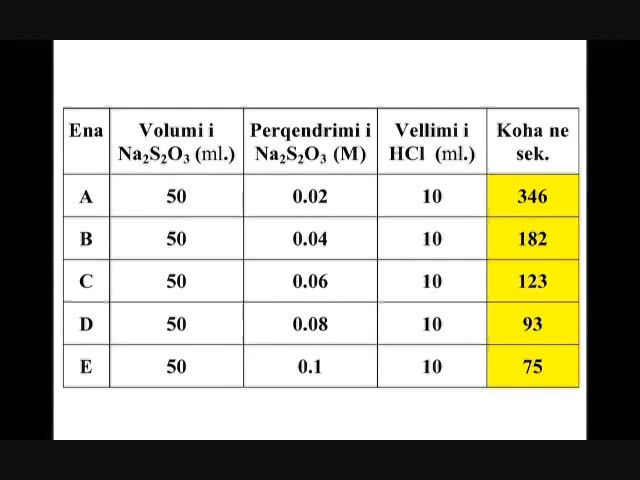 Ena Volumi i Perqendrimi i Vellimi i Koha ne
Na₂S₂O₃ (ml.) Na₂S₂O₃ (M) HCl (ml.) sek.
A 50 0.02 10 346
B 50 0.04 10 182
C 50 0.06 10 123
D 50 0.08 10 93
E 50 0.1 10 75